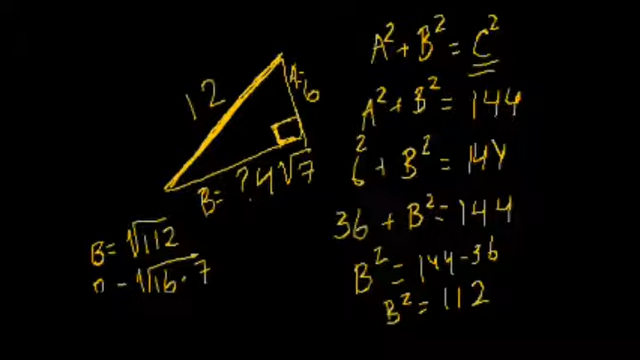 12
A=6
B=?4√7
B=√112
B=√16·7
A²+B²=C²
A²+B²=144
6²+B²=144
36+B²=144
B²=144-36
B²=112